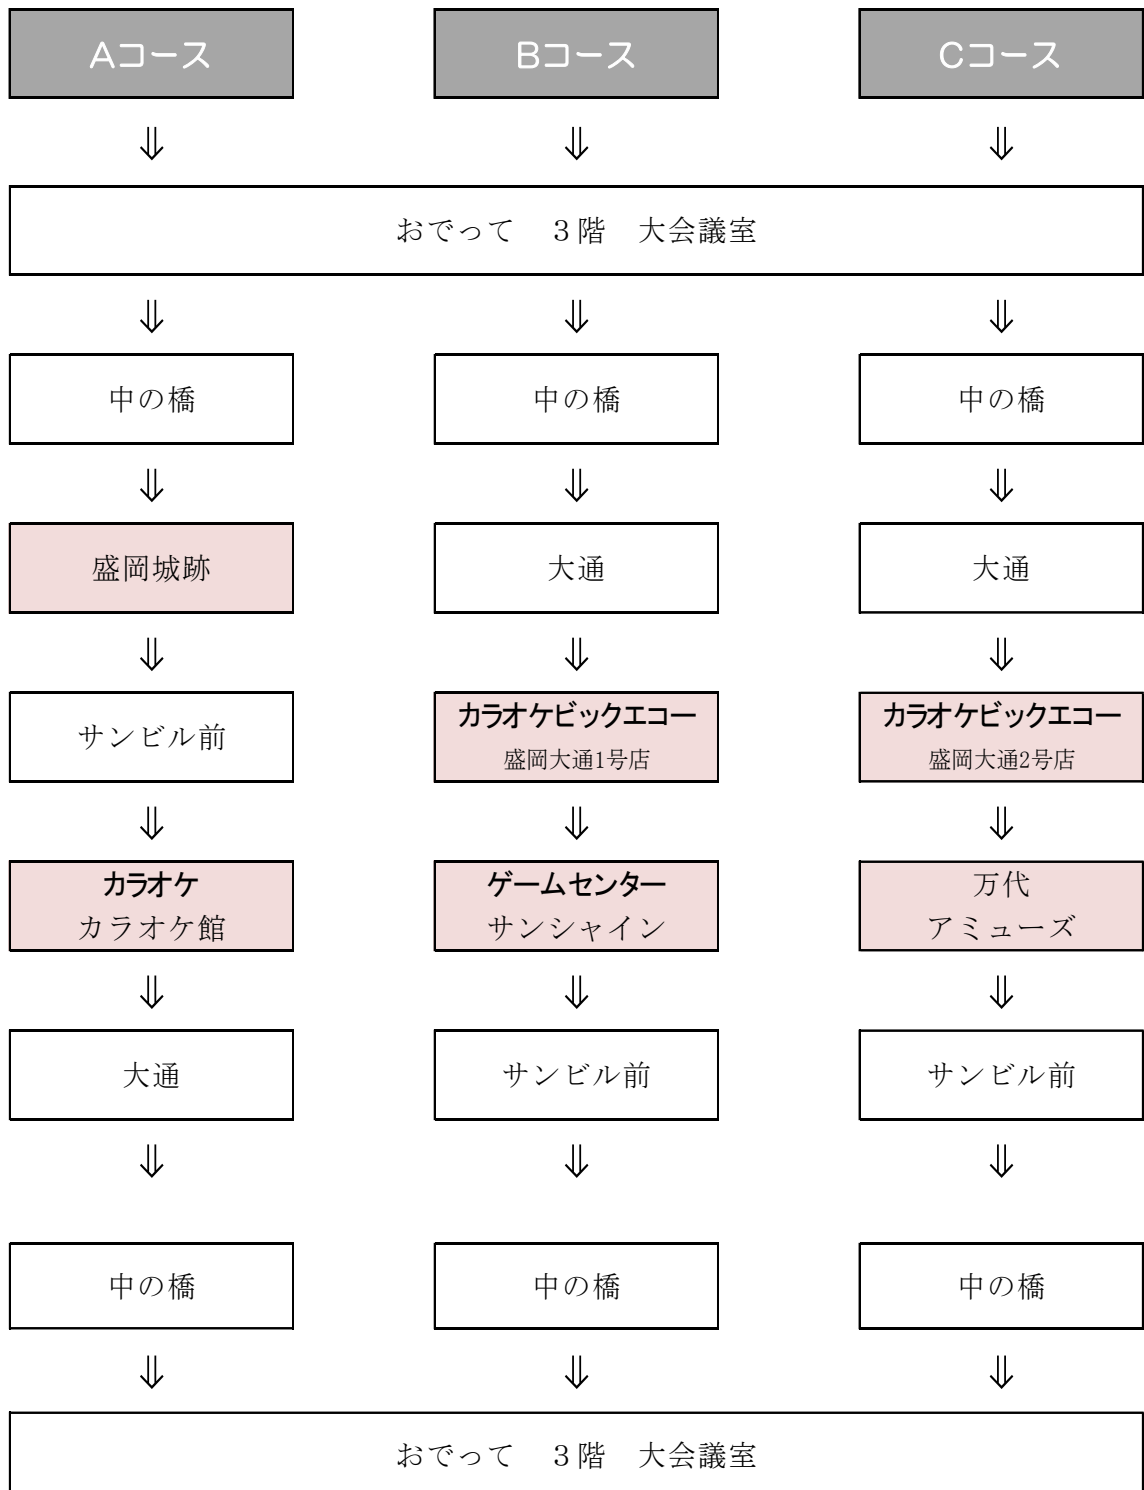 Aコース
Bコース
Cコース
⇓
⇓
⇓
おでって　３階　大会議室
⇓
⇓
⇓
中の橋
中の橋
中の橋
⇓
⇓
⇓
盛岡城跡
大通
大通
⇓
⇓
⇓
サンビル前
カラオケビックエコー
盛岡大通1号店
カラオケビックエコー
盛岡大通2号店
⇓
⇓
⇓
カラオケ
カラオケ館
ゲームセンター
サンシャイン
万代
アミューズ
⇓
⇓
⇓
大通
サンビル前
サンビル前
⇓
⇓
⇓
中の橋
中の橋
中の橋
⇓
⇓
⇓
おでって　３階　大会議室